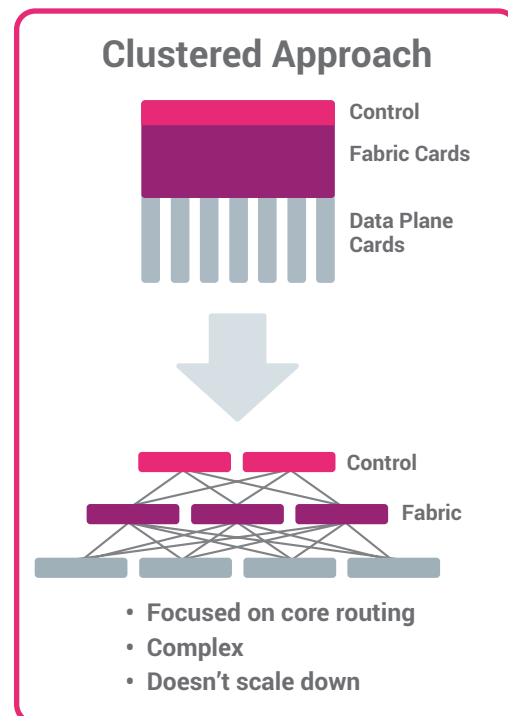 Clustered Approach
Control
Fabric Cards
Data Plane
Cards
Control
Fabric
• Focused on core routing
• Complex
• Doesn’t scale down